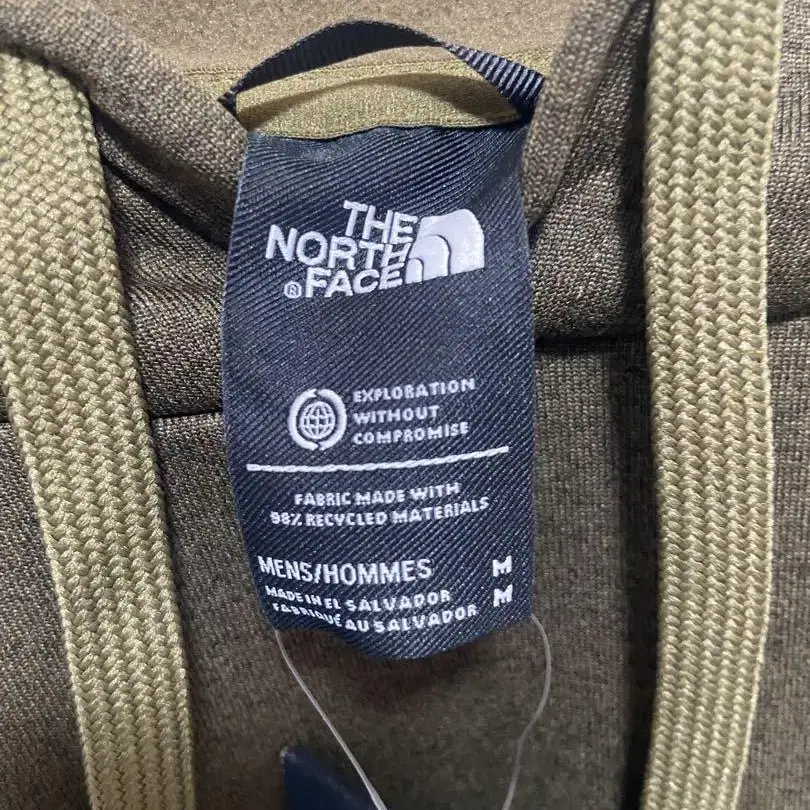 THE
NORTH
® FACE
EXPLORATION
WITHOUT
COMPROMISE
FABRIC MADE WITH
98% RECYCLED MATERIALS
MENS/HOMMES M
MADE IN EL SALVADOR M
FABRIQUÉ AU SALVADOR